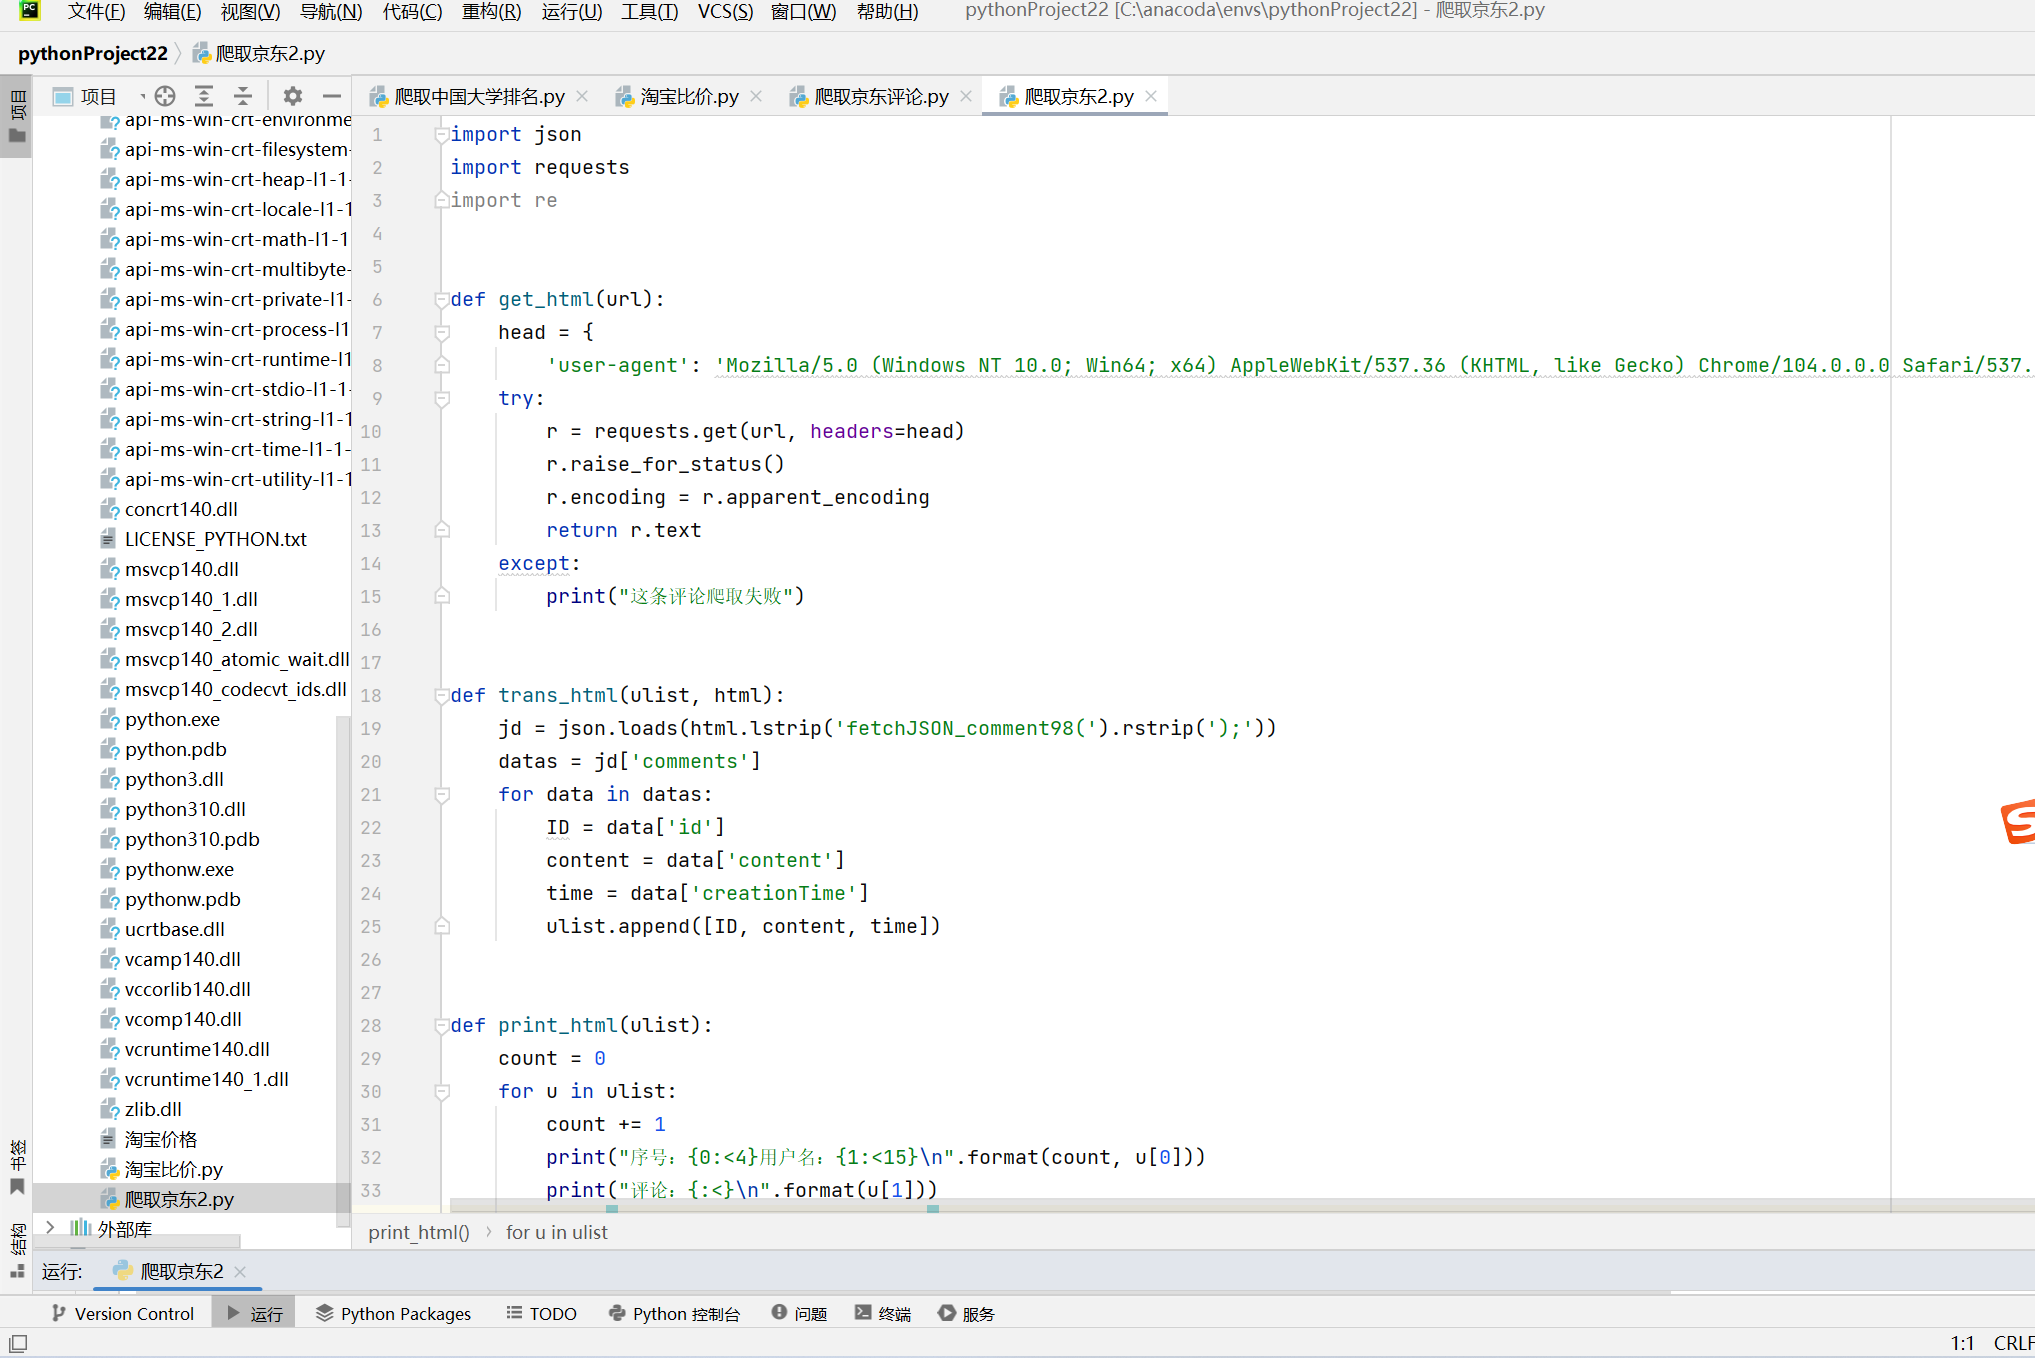 文件(F) 编辑(E) 视图(V) 导航(N) 代码(C) 重构(R) 运行(U) 工具(T) VCS(S) 窗口(W) 帮助(H) pythonProject22 [C:\anacoda\envs\pythonProject22] - 爬取京东2.py
pythonProject22 爬取京东2.py
项目
项目
爬取中国大学排名.py 淘宝比价.py 爬取京东评论.py 爬取京东2.py
api-ms-win-crt-environme
api-ms-win-crt-filesystem-
api-ms-win-crt-heap-l1-1-
api-ms-win-crt-locale-l1-1
api-ms-win-crt-math-l1-1
api-ms-win-crt-multibyte-
api-ms-win-crt-private-l1-
api-ms-win-crt-process-l1
api-ms-win-crt-runtime-l1
api-ms-win-crt-stdio-l1-1-
api-ms-win-crt-string-l1-1
api-ms-win-crt-time-l1-1-
api-ms-win-crt-utility-l1-1
concrt140.dll
LICENSE_PYTHON.txt
msvcp140.dll
msvcp140_1.dll
msvcp140_2.dll
msvcp140_atomic_wait.dll
msvcp140_codecvt_ids.dll
python.exe
python.pdb
python3.dll
python310.dll
python310.pdb
pythonw.exe
pythonw.pdb
ucrtbase.dll
vcamp140.dll
vccorlib140.dll
vcomp140.dll
vcruntime140.dll
vcruntime140_1.dll
zlib.dll
淘宝价格
淘宝比价.py
爬取京东2.py
外部库
书签
结构
1 import json
2 import requests
3 import re
4
5
6 def get_html(url):
7 head = {
8 'user-agent': 'Mozilla/5.0 (Windows NT 10.0; Win64; x64) AppleWebKit/537.36 (KHTML, like Gecko) Chrome/104.0.0.0 Safari/537.
9 try:
10 r = requests.get(url, headers=head)
11 r.raise_for_status()
12 r.encoding = r.apparent_encoding
13 return r.text
14 except:
15 print("这条评论爬取失败")
16
17
18 def trans_html(ulist, html):
19 jd = json.loads(html.lstrip('fetchJSON_comment98(').rstrip(');'))
20 datas = jd['comments']
21 for data in datas:
22 ID = data['id']
23 content = data['content']
24 time = data['creationTime']
25 ulist.append([ID, content, time])
26
27
28 def print_html(ulist):
29 count = 0
30 for u in ulist:
31 count += 1
32 print("序号: {0:<4}用户名: {1:<15}\n".format(count, u[0]))
33 print("评论: {:<}\n".format(u[1]))
print_html() for u in ulist
运行: 爬取京东2
Version Control 运行 Python Packages TODO Python 控制台 问题 终端 服务
1:1 CRLF